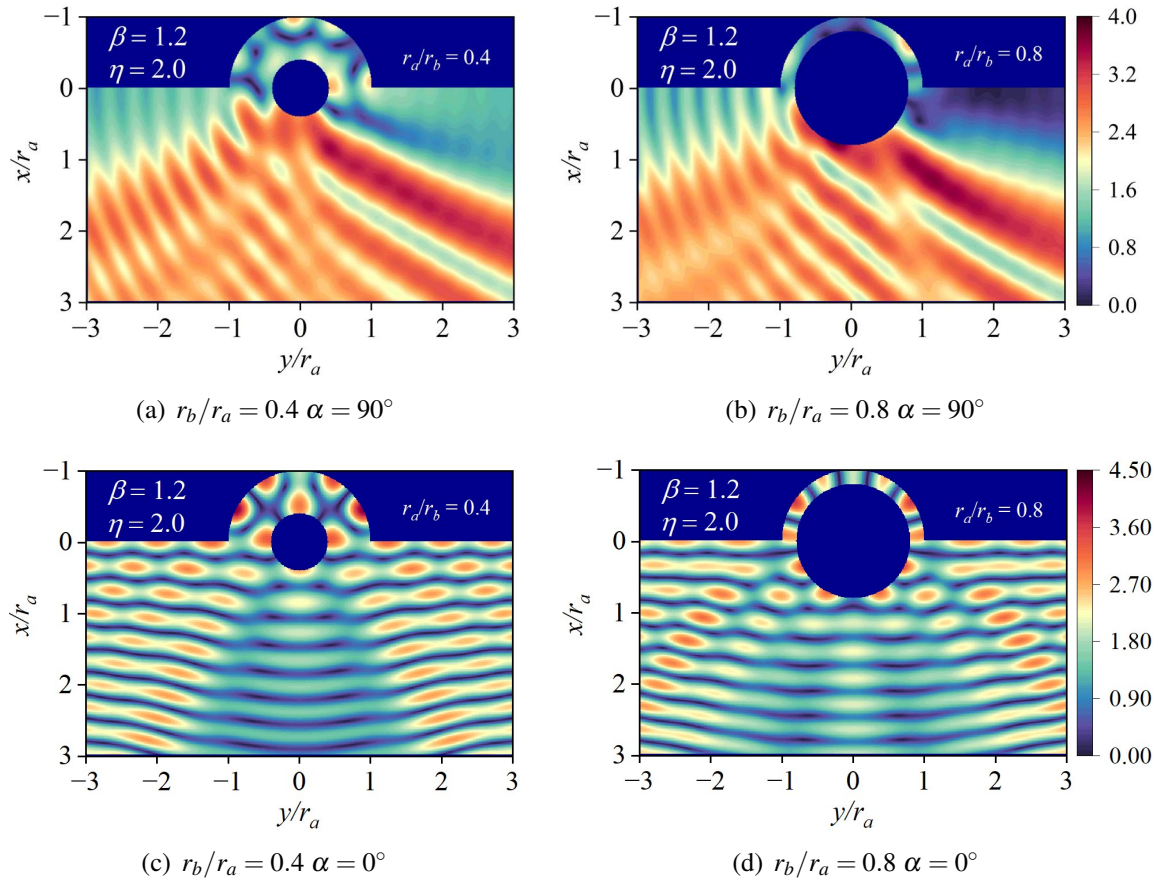 −1
0
1
2
3
x/r_a
β = 1.2
η = 2.0
r_a/r_b = 0.4
−3 −2 −1 0 1 2 3
y/r_a
(a) r_b/r_a = 0.4 α = 90°
−1
0
1
2
3
x/r_a
β = 1.2
η = 2.0
r_a/r_b = 0.8
−3 −2 −1 0 1 2 3
y/r_a
4.0
3.2
2.4
1.6
0.8
0.0
(b) r_b/r_a = 0.8 α = 90°
−1
0
1
2
3
x/r_a
β = 1.2
η = 2.0
r_a/r_b = 0.4
−3 −2 −1 0 1 2 3
y/r_a
(c) r_b/r_a = 0.4 α = 0°
−1
0
1
2
3
x/r_a
β = 1.2
η = 2.0
r_a/r_b = 0.8
−3 −2 −1 0 1 2 3
y/r_a
4.50
3.60
2.70
1.80
0.90
0.00
(d) r_b/r_a = 0.8 α = 0°